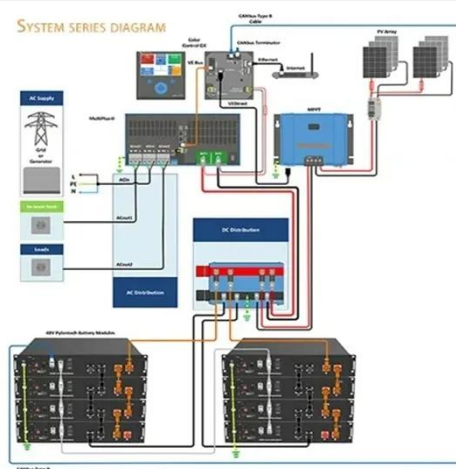 SYSTEM SERIES DIAGRAM
CANbus Type B
Cable
Color
Control GX
CANbus Terminator
VE Bus
Ethernet
Internet
PV Array
VE Direct
MPPT
AC Supply
Grid
or
Generator
MultiPlus-II
L
PE
N
ACin
ACout1
Loads
ACout2
AC Distribution
DC Distribution
48V Pylontech Battery Modules